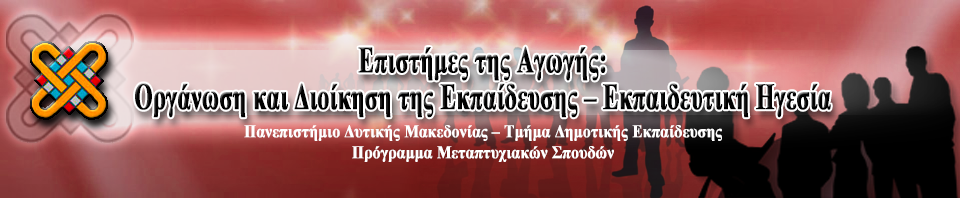 Επιστήμες της Αγωγής:
Οργάνωση και Διοίκηση της Εκπαίδευσης – Εκπαιδευτική Ηγεσία
Πανεπιστήμιο Δυτικής Μακεδονίας – Τμήμα Δημοτικής Εκπαίδευσης
Πρόγραμμα Μεταπτυχιακών Σπουδών